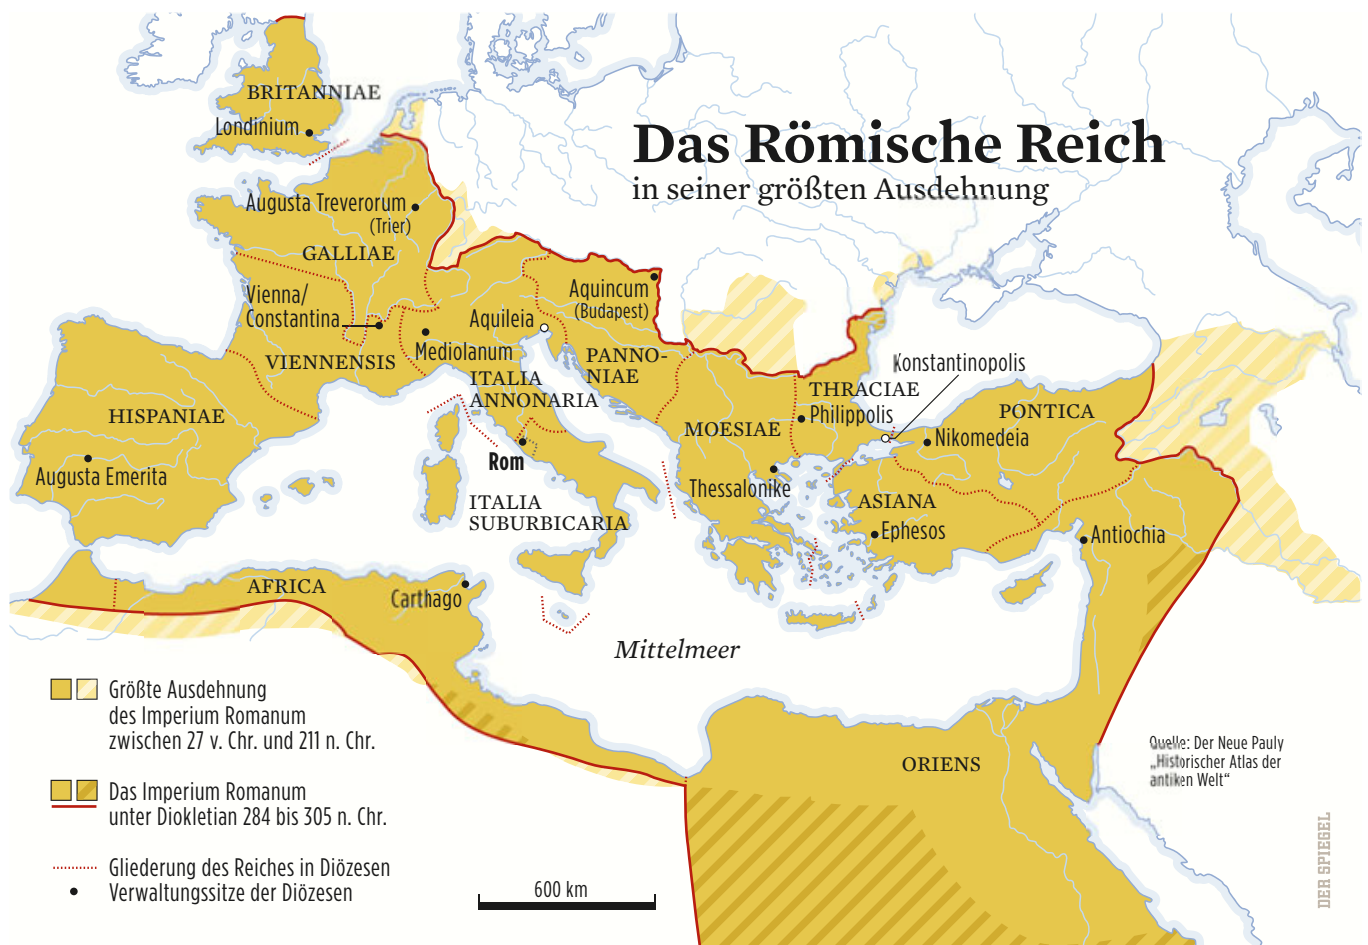 Das Römische Reich
in seiner größten Ausdehnung
BRITANNIAE
Londinium
Augusta Treverorum
(Trier)
GALLIAE
Vienna/
Constantina
VIENNENSIS
HISPANIAE
Augusta Emerita
Aquileia
Mediolanum
ITALIA
ANNONARIA
Rom
ITALIA
SUBURBICARIA
Aquincum
(Budapest)
PANNO-
NIAE
MOESIAE
Thessalonike
THRACIAE
Philippolis
Konstantinopolis
PONTICA
Nikomedeia
ASIANA
Ephesos
Antiochia
AFRICA
Carthago
Mittelmeer
ORIENS
Größte Ausdehnung
des Imperium Romanum
zwischen 27 v. Chr. und 211 n. Chr.
Das Imperium Romanum
unter Diokletian 284 bis 305 n. Chr.
Gliederung des Reiches in Diözesen
Verwaltungssitze der Diözesen
600 km
Quelle: Der Neue Pauly
„Historischer Atlas der
antiken Welt“
DER SPIEGEL